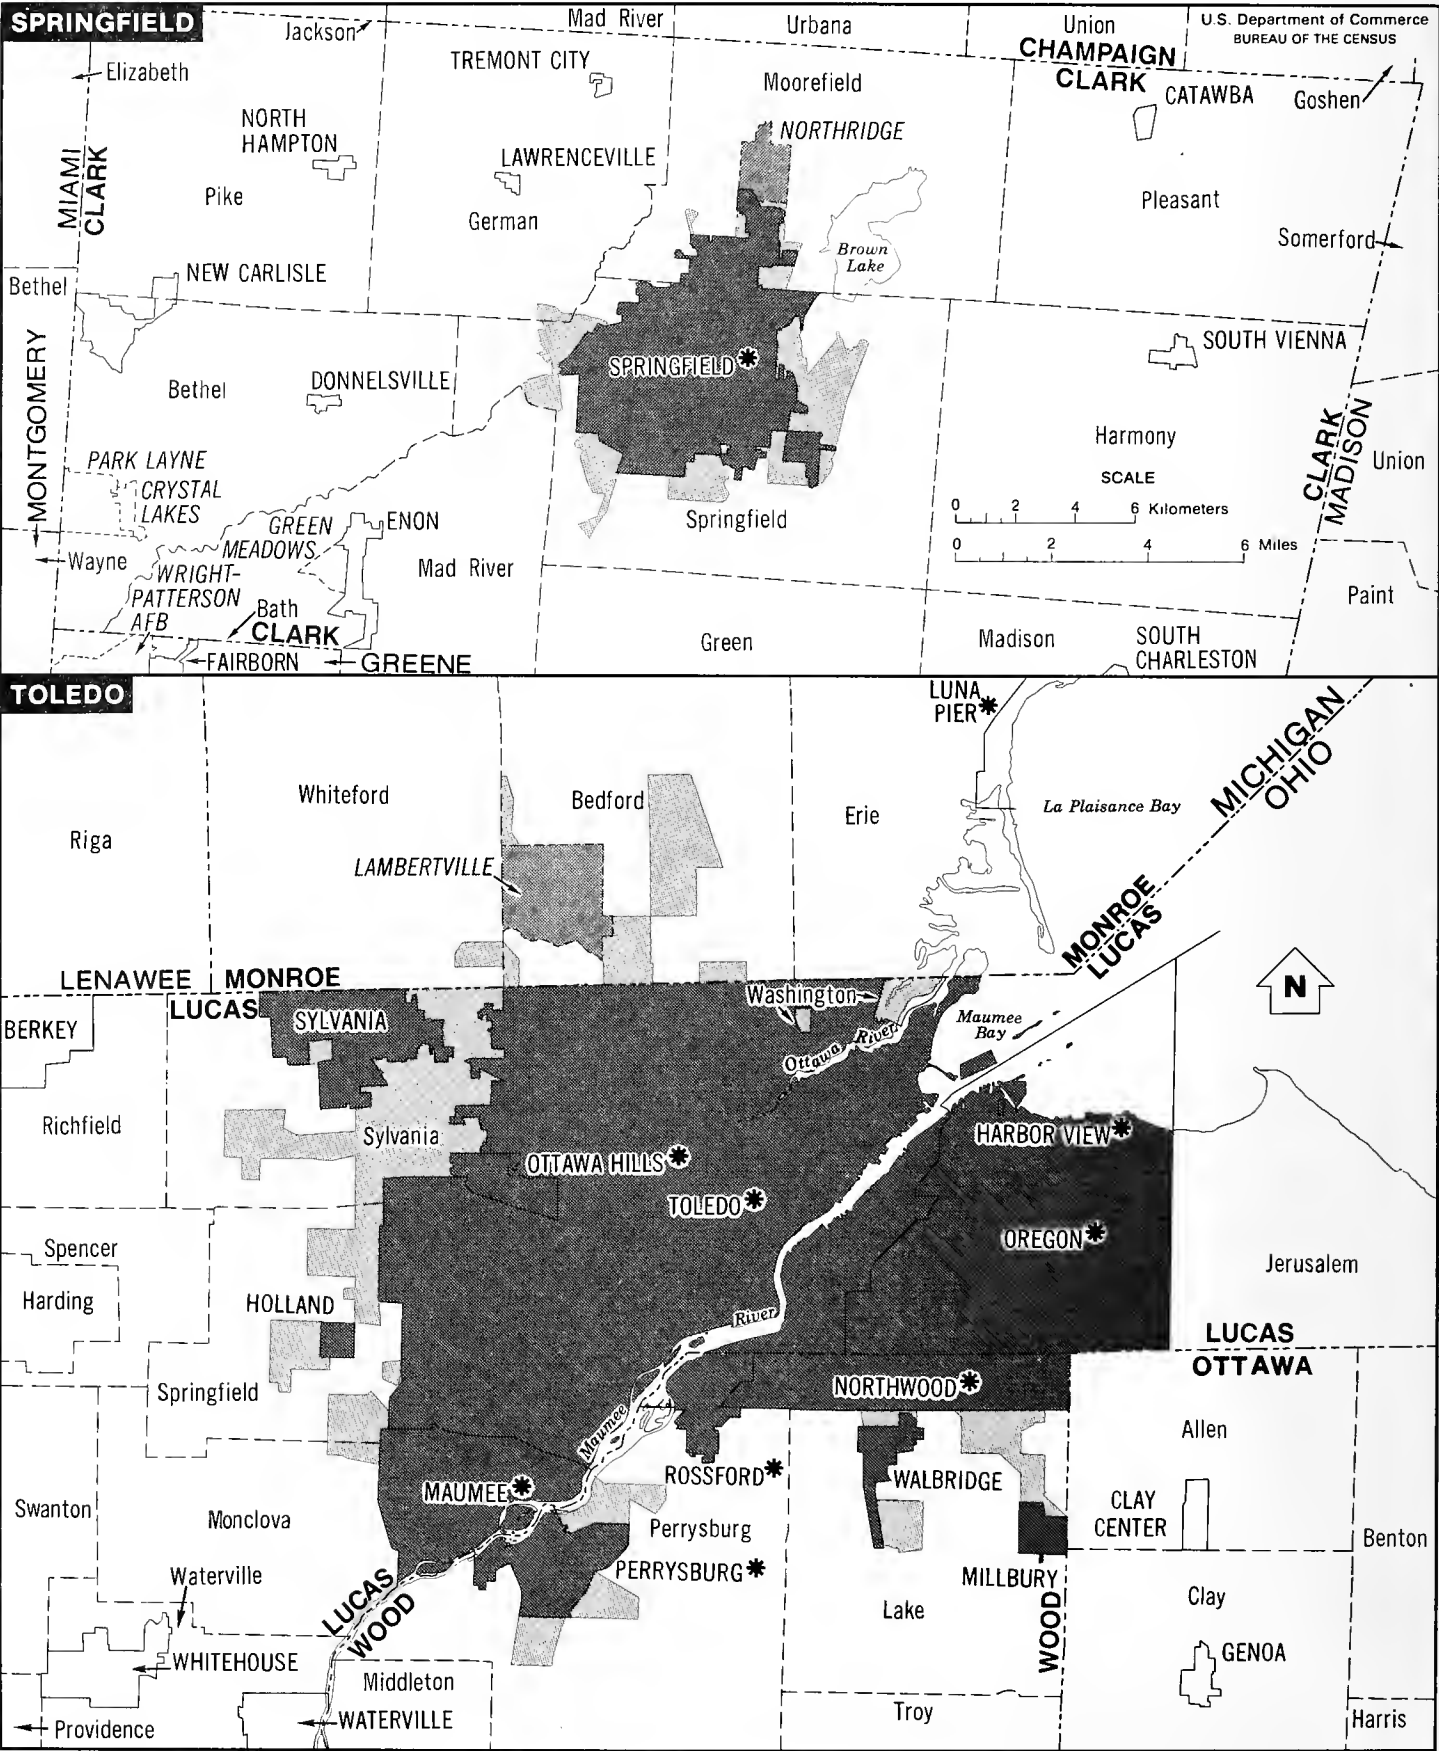 SPRINGFIELD
Jackson
Mad River
Urbana
Union
U.S. Department of Commerce
BUREAU OF THE CENSUS
CHAMPAIGN
CLARK
Elizabeth
TREMONT CITY
Moorefield
CATAWBA
Goshen
NORTH
HAMPTON
NORTHRIDGE
MIAMI
CLARK
LAWRENCEVILLE
Pike
German
Pleasant
Brown
Lake
Somerford
Bethel
NEW CARLISLE
MONTGOMERY
SPRINGFIELD
SOUTH VIENNA
Bethel
DONNELSVILLE
Harmony
CLARK
MADISON
Union
PARK LAYNE
CRYSTAL
LAKES
SCALE
0 2 4 6 Kilometers
0 2 4 6 Miles
GREEN
MEADOWS
ENON
Springfield
Wayne
WRIGHT-
PATTERSON
AFB
Mad River
Paint
Bath
CLARK
Green
Madison
SOUTH
CHARLESTON
FAIRBORN
GREENE
TOLEDO
LUNA
PIER
MICHIGAN
OHIO
Whiteford
Bedford
Erie
La Plaisance Bay
Riga
LAMBERTVILLE
MONROE
LUCAS
LENAWEE
MONROE
LUCAS
N
Washington
BERKEY
SYLVANIA
Maumee
Bay
Ottawa River
Richfield
Sylvania
HARBOR VIEW
OTTAWA HILLS
TOLEDO
OREGON
Spencer
Jerusalem
Harding
HOLLAND
River
LUCAS
OTTAWA
Springfield
NORTHWOOD
Maumee
Allen
MAUMEE
ROSSFORD
WALBRIDGE
Swanton
Monclova
Perrysburg
CLAY
CENTER
Benton
Waterville
PERRYSBURG
MILLBURY
LUCAS
WOOD
Lake
WOOD
Clay
WHITEHOUSE
GENOA
Middleton
Providence
WATERVILLE
Troy
Harris